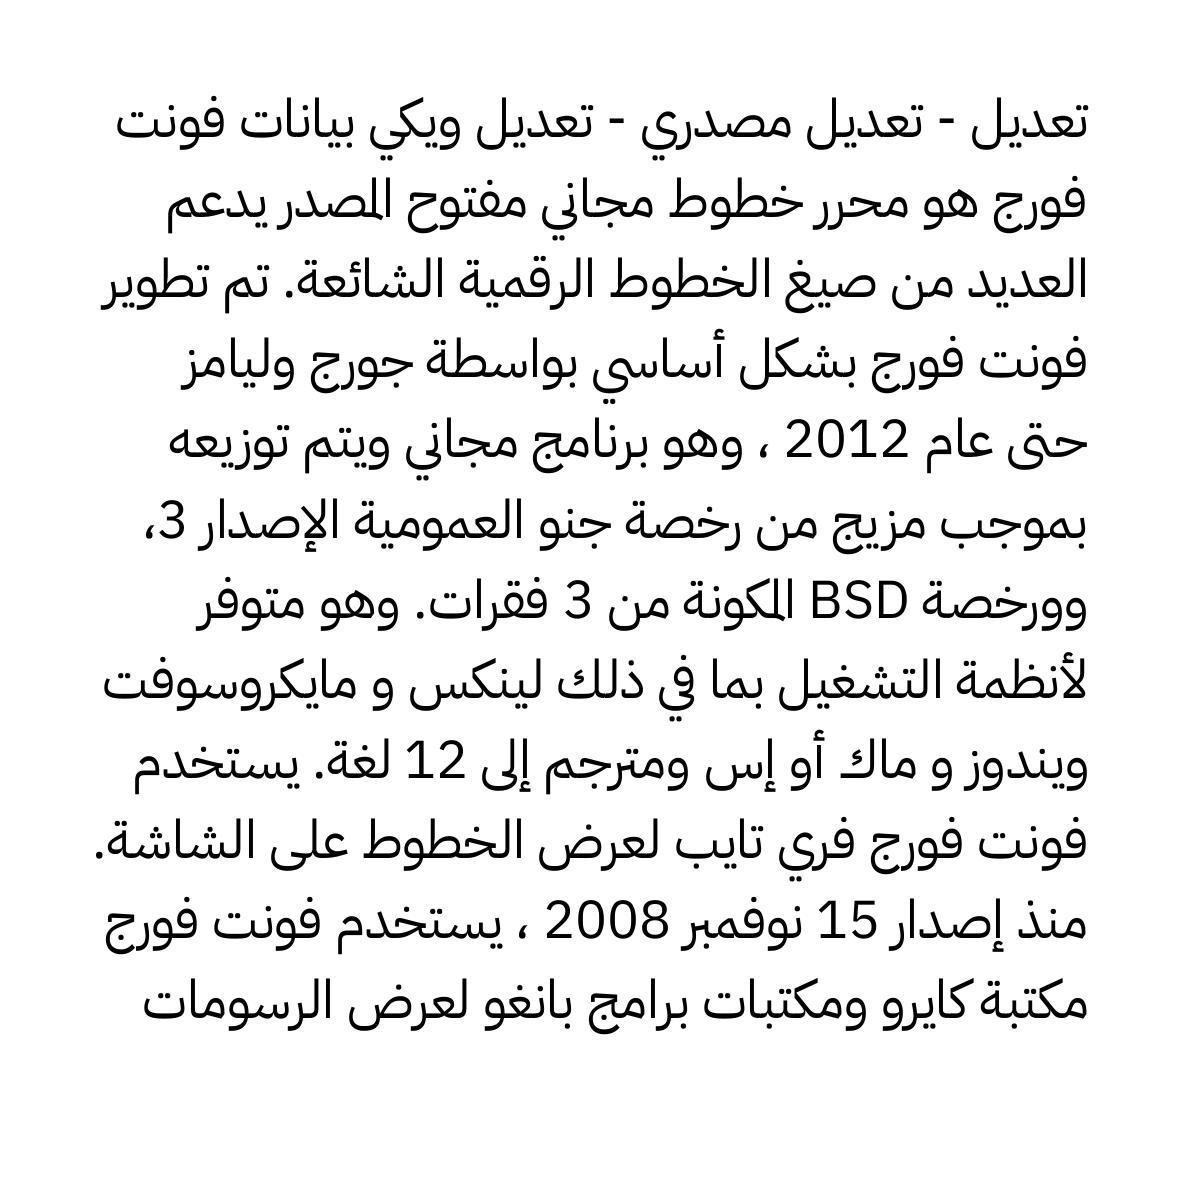 تعديل - تعديل مصدري - تعديل ويكي بيانات فونت
فورج هو محرر خطوط مجاني مفتوح المصدر يدعم
العديد من صيغ الخطوط الرقمية الشائعة. تم تطوير
فونت فورج بشكل أساسي بواسطة جورج وليامز
حتى عام 2012 ، وهو برنامج مجاني ويتم توزيعه
بموجب مزيج من رخصة جنو العمومية الإصدار 3،
وورخصة BSD المكونة من 3 فقرات. وهو متوفر
لأنظمة التشغيل بما في ذلك لينكس و مايكروسوفت
ويندوز و ماك أو إس ومترجم إلى 12 لغة. يستخدم
فونت فورج فري تايب لعرض الخطوط على الشاشة.
منذ إصدار 15 نوفمبر 2008 ، يستخدم فونت فورج
مكتبة كايرو ومكتبات برامج بانغو لعرض الرسومات